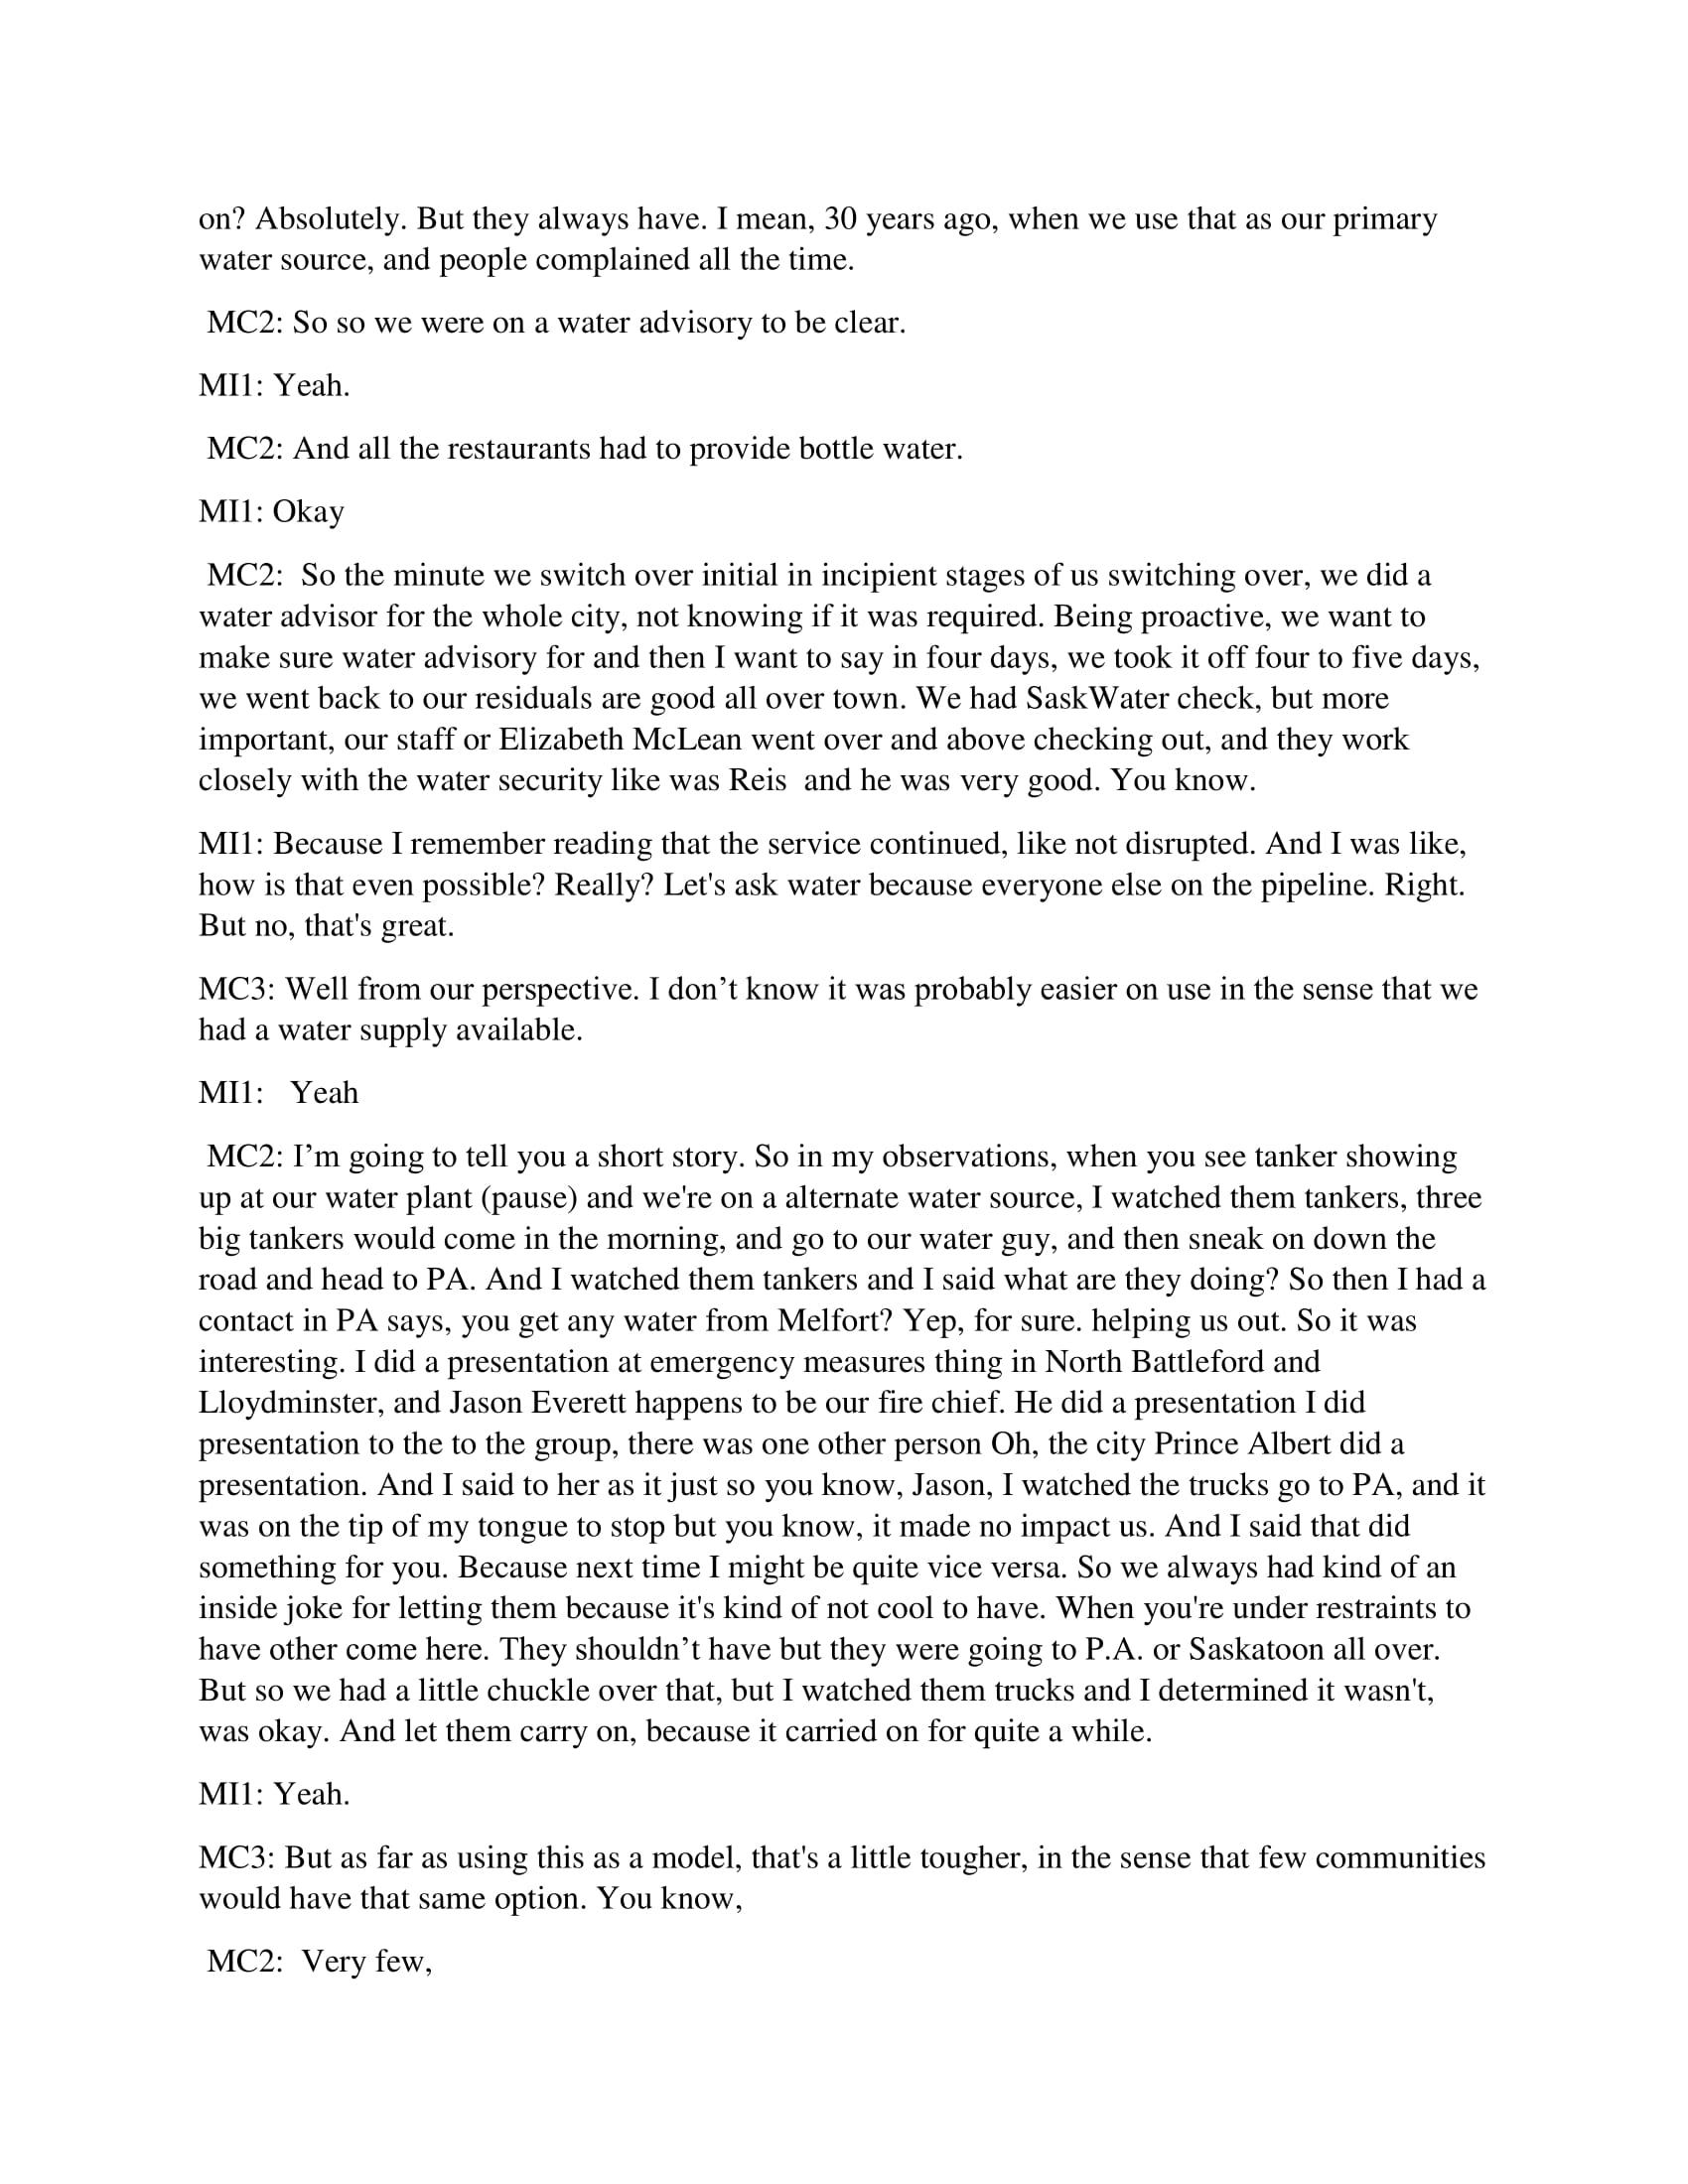 on? Absolutely. But they always have. I mean, 30 years ago, when we use that as our primary
water source, and people complained all the time.
MC2: So so we were on a water advisory to be clear.
MI1: Yeah.
MC2: And all the restaurants had to provide bottle water.
MI1: Okay
MC2:  So the minute we switch over initial in incipient stages of us switching over, we did a
water advisor for the whole city, not knowing if it was required. Being proactive, we want to
make sure water advisory for and then I want to say in four days, we took it off four to five days,
we went back to our residuals are good all over town. We had SaskWater check, but more
important, our staff or Elizabeth McLean went over and above checking out, and they work
closely with the water security like was Reis  and he was very good. You know.
MI1: Because I remember reading that the service continued, like not disrupted. And I was like,
how is that even possible? Really? Let's ask water because everyone else on the pipeline. Right.
But no, that's great.
MC3: Well from our perspective. I don’t know it was probably easier on use in the sense that we
had a water supply available.
MI1:   Yeah
MC2: I’m going to tell you a short story. So in my observations, when you see tanker showing
up at our water plant (pause) and we're on a alternate water source, I watched them tankers, three
big tankers would come in the morning, and go to our water guy, and then sneak on down the
road and head to PA. And I watched them tankers and I said what are they doing? So then I had a
contact in PA says, you get any water from Melfort? Yep, for sure. helping us out. So it was
interesting. I did a presentation at emergency measures thing in North Battleford and
Lloydminster, and Jason Everett happens to be our fire chief. He did a presentation I did
presentation to the to the group, there was one other person Oh, the city Prince Albert did a
presentation. And I said to her as it just so you know, Jason, I watched the trucks go to PA, and it
was on the tip of my tongue to stop but you know, it made no impact us. And I said that did
something for you. Because next time I might be quite vice versa. So we always had kind of an
inside joke for letting them because it's kind of not cool to have. When you're under restraints to
have other come here. They shouldn’t have but they were going to P.A. or Saskatoon all over.
But so we had a little chuckle over that, but I watched them trucks and I determined it wasn't,
was okay. And let them carry on, because it carried on for quite a while.
MI1: Yeah.
MC3: But as far as using this as a model, that's a little tougher, in the sense that few communities
would have that same option. You know,
MC2:  Very few,